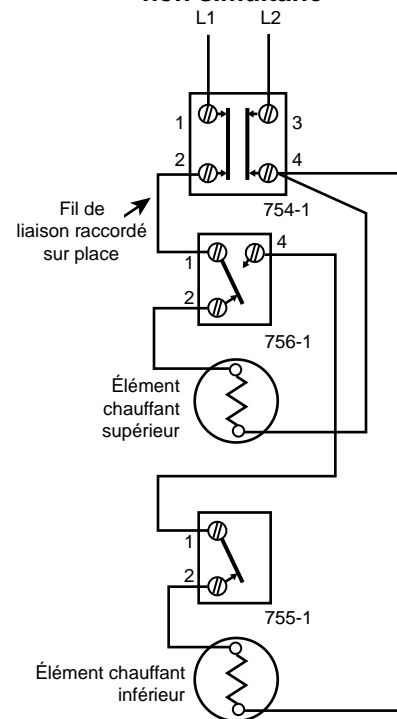 non simultané
L1 L2
1 3
2 4
754-1
Fil de
liaison raccordé
sur place
1 4
2
756-1
Élément
chauffant
supérieur
1
2
755-1
Élément chauffant
inférieur